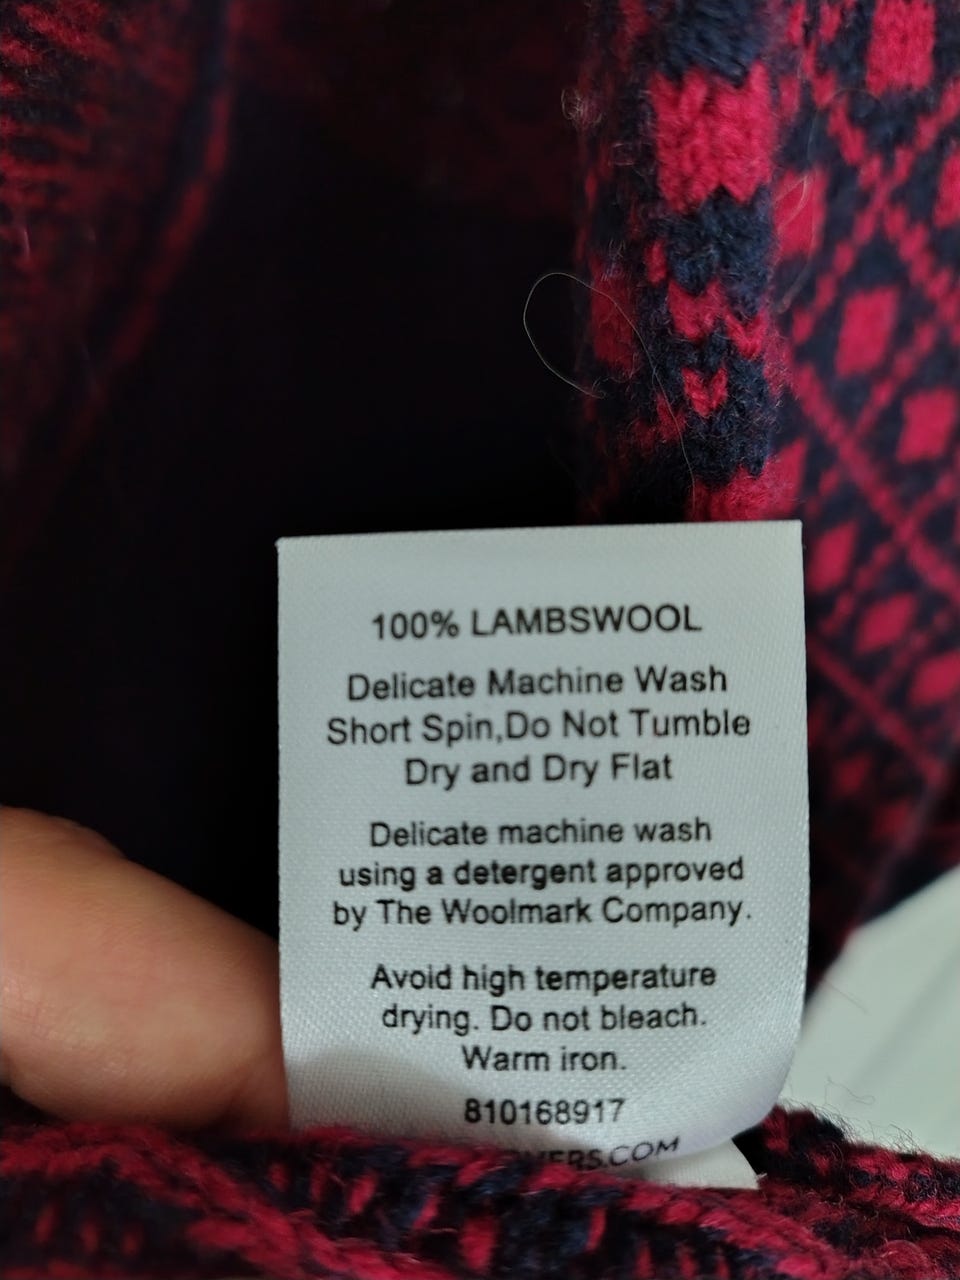 100% LAMBSWOOL
Delicate Machine Wash
Short Spin,Do Not Tumble
Dry and Dry Flat
Delicate machine wash
using a detergent approved
by The Woolmark Company.
Avoid high temperature
drying. Do not bleach.
Warm iron.
810168917